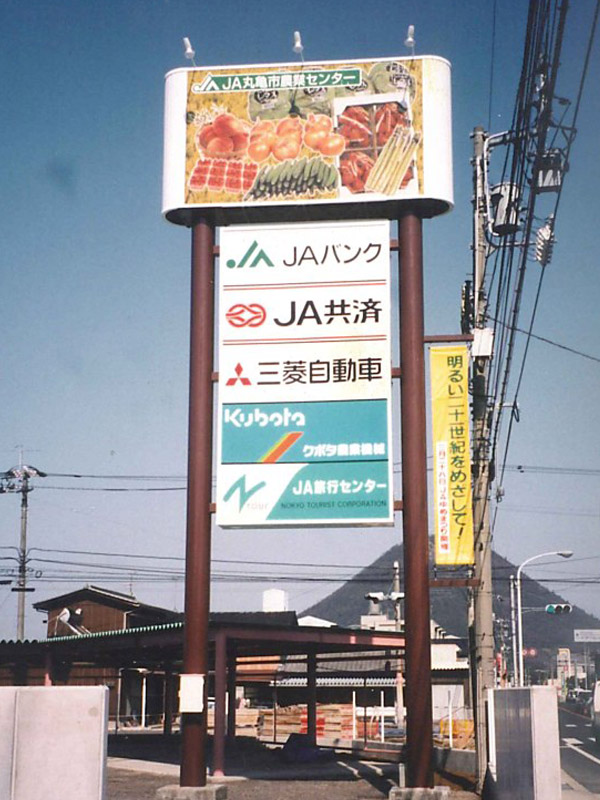 JA丸亀市農業センター
JAバンク
JA共済
三菱自動車
Kubota
クボタ農業機械
N tour
JA旅行センター
NOKYO TOURIST CORPORATION
明るい二十世紀をめざして!